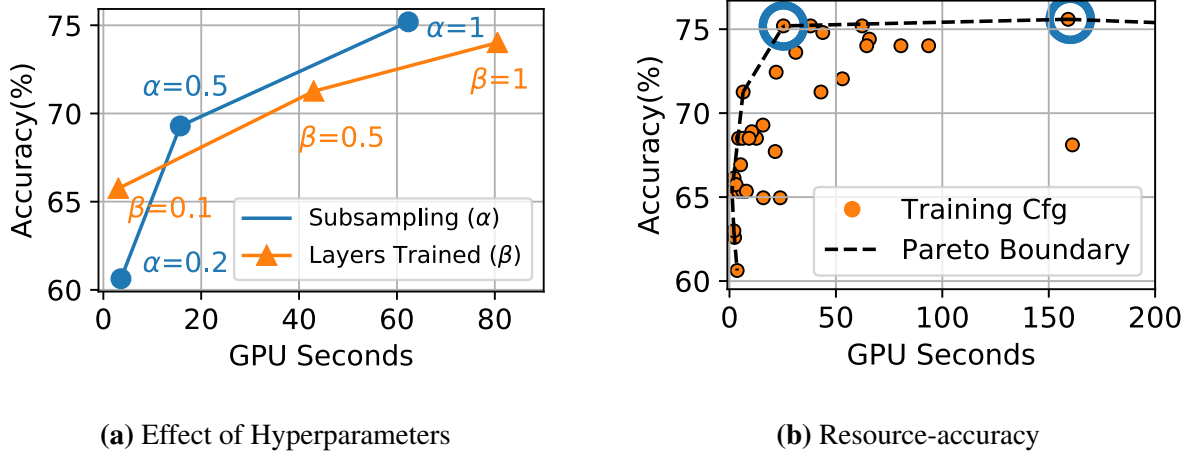 75
70
65
60
Accuracy(%)
α=1
α=0.5
β=1
β=0.5
β=0.1
α=0.2
Subsampling (α)
Layers Trained (β)
0 20 40 60 80
GPU Seconds
(a) Effect of Hyperparameters
75
70
65
60
Accuracy(%)
Training Cfg
Pareto Boundary
0 50 100 150 200
GPU Seconds
(b) Resource-accuracy